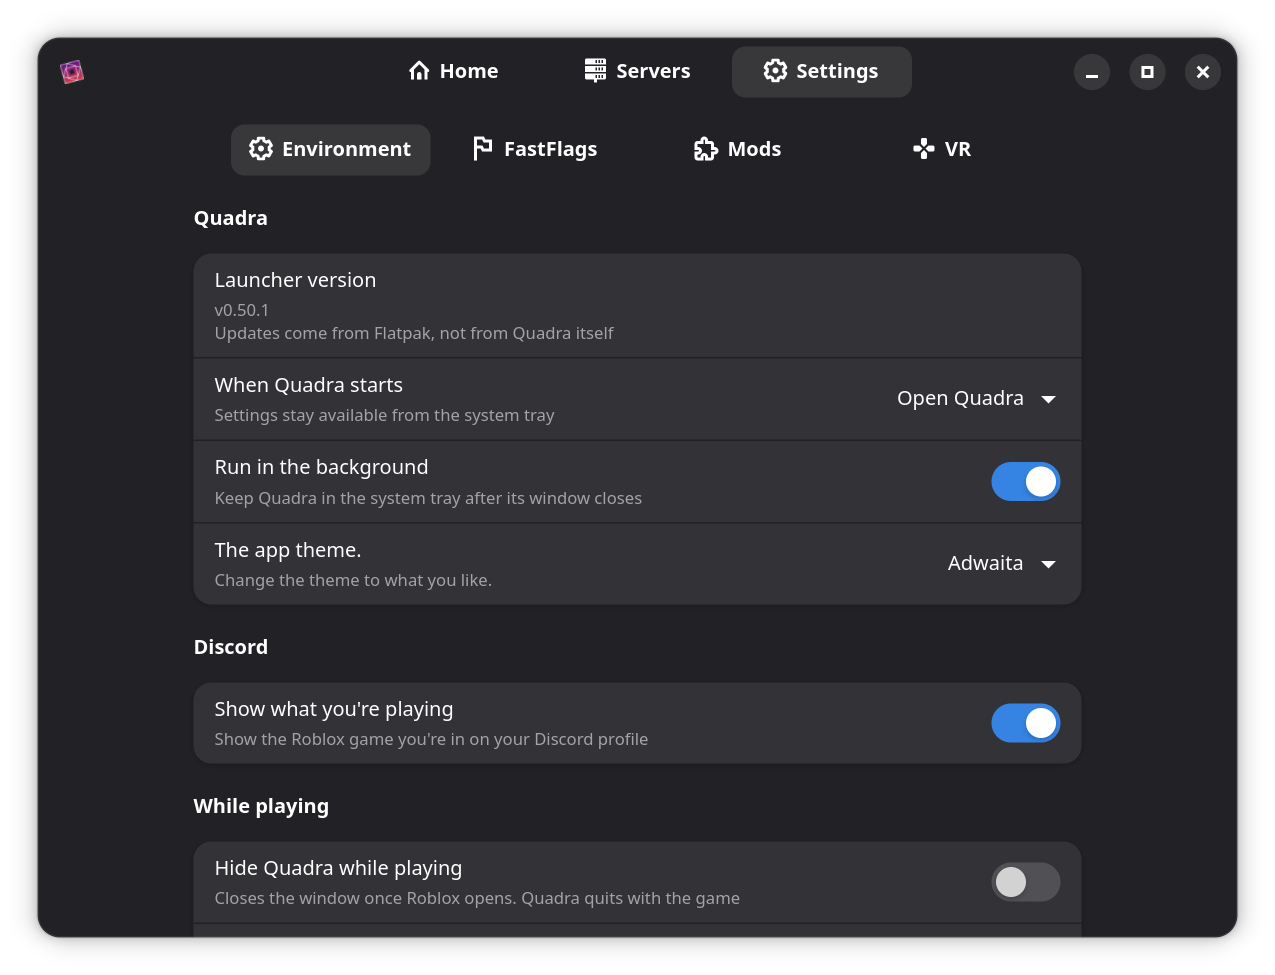 Home
Servers
Settings
Environment
FastFlags
Mods
VR
Quadra
Launcher version
v0.50.1
Updates come from Flatpak, not from Quadra itself
When Quadra starts
Settings stay available from the system tray
Open Quadra
Run in the background
Keep Quadra in the system tray after its window closes
The app theme.
Change the theme to what you like.
Adwaita
Discord
Show what you're playing
Show the Roblox game you're in on your Discord profile
While playing
Hide Quadra while playing
Closes the window once Roblox opens. Quadra quits with the game